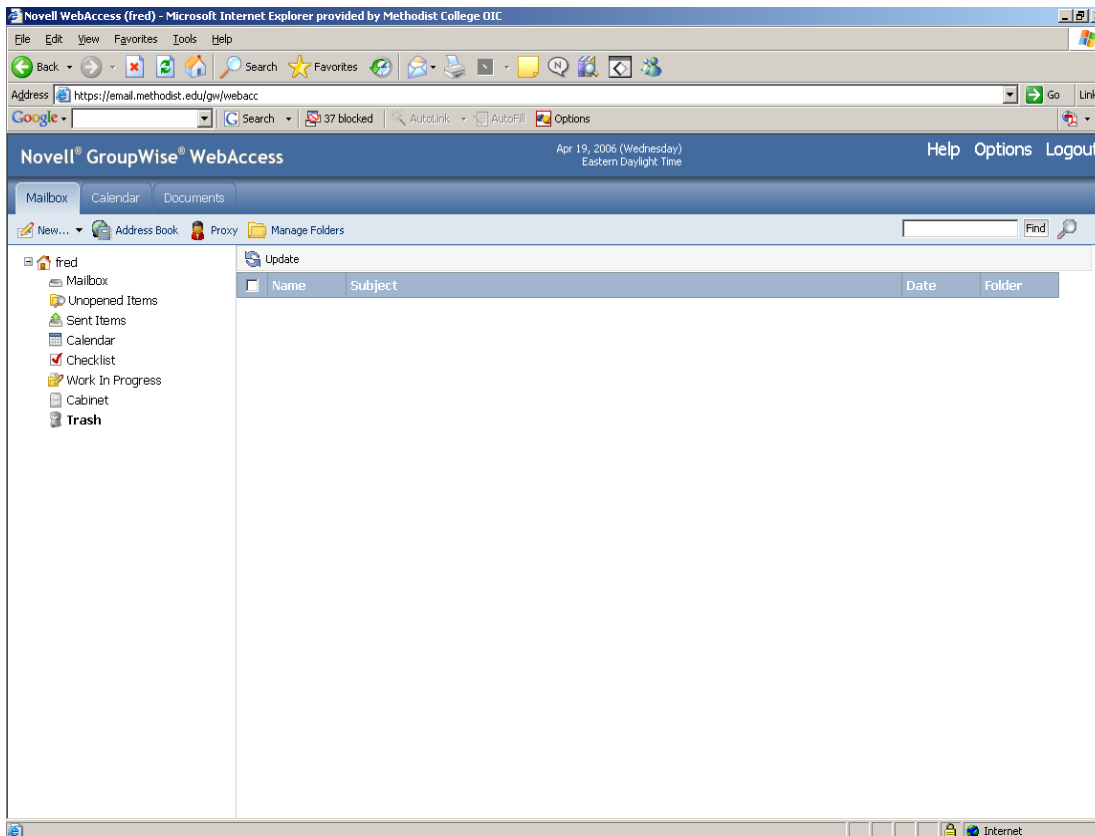 Novell WebAccess (fred) - Microsoft Internet Explorer provided by Methodist College OIC
File Edit View Favorites Tools Help
Back Search Favorites
Address https://email.methodist.edu/gw/webacc Go Link
Google Search 37 blocked AutoLink AutoFill Options
Novell® GroupWise® WebAccess Apr 19, 2006 (Wednesday) Help Options Logout
Eastern Daylight Time
Mailbox Calendar Documents
New... Address Book Proxy Manage Folders Find
fred Update
Mailbox Name Subject Date Folder
Unopened Items
Sent Items
Calendar
Checklist
Work In Progress
Cabinet
Trash
Internet